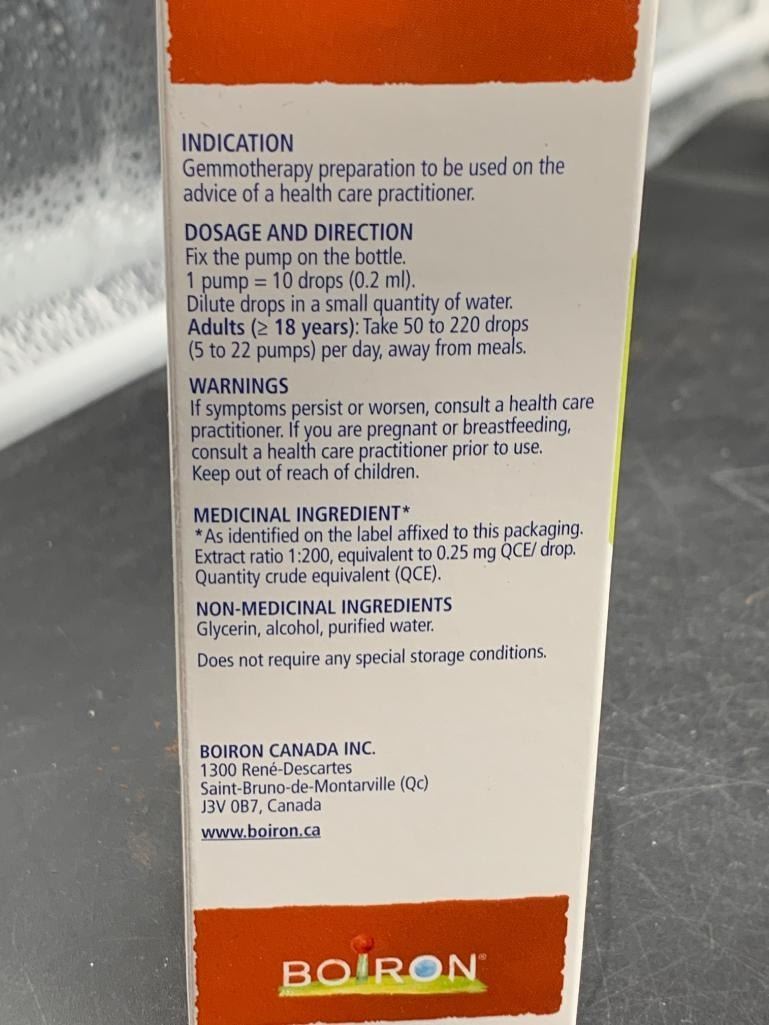 INDICATION
Gemmotherapy preparation to be used on the
advice of a health care practitioner.
DOSAGE AND DIRECTION
Fix the pump on the bottle.
1 pump = 10 drops (0.2 ml).
Dilute drops in a small quantity of water.
Adults (≥ 18 years): Take 50 to 220 drops
(5 to 22 pumps) per day, away from meals.
WARNINGS
If symptoms persist or worsen, consult a health care
practitioner. If you are pregnant or breastfeeding,
consult a health care practitioner prior to use.
Keep out of reach of children.
MEDICINAL INGREDIENT*
*As identified on the label affixed to this packaging.
Extract ratio 1:200, equivalent to 0.25 mg QCE/ drop.
Quantity crude equivalent (QCE).
NON-MEDICINAL INGREDIENTS
Glycerin, alcohol, purified water.
Does not require any special storage conditions.
BOIRON CANADA INC.
1300 René-Descartes
Saint-Bruno-de-Montarville (Qc)
J3V 0B7, Canada
www.boiron.ca
BOIRON®